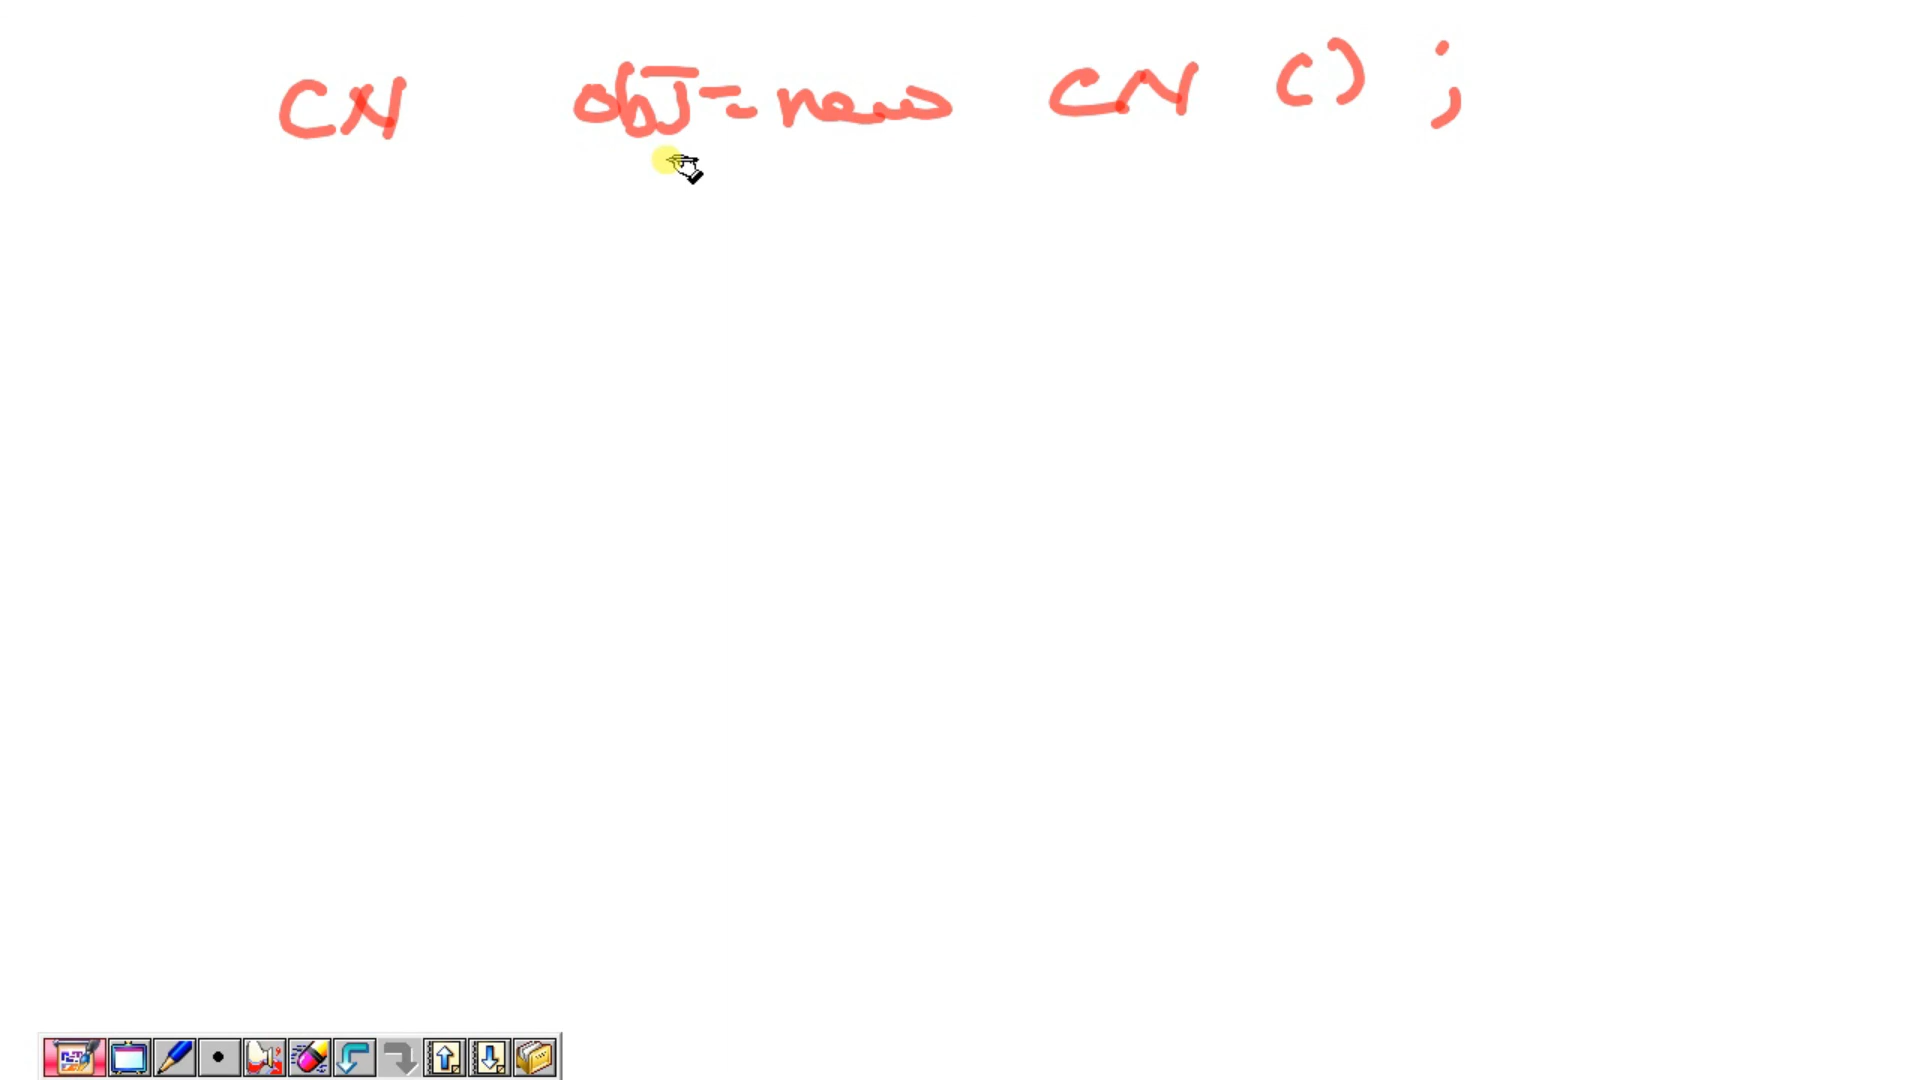 CN obj = new CN ();